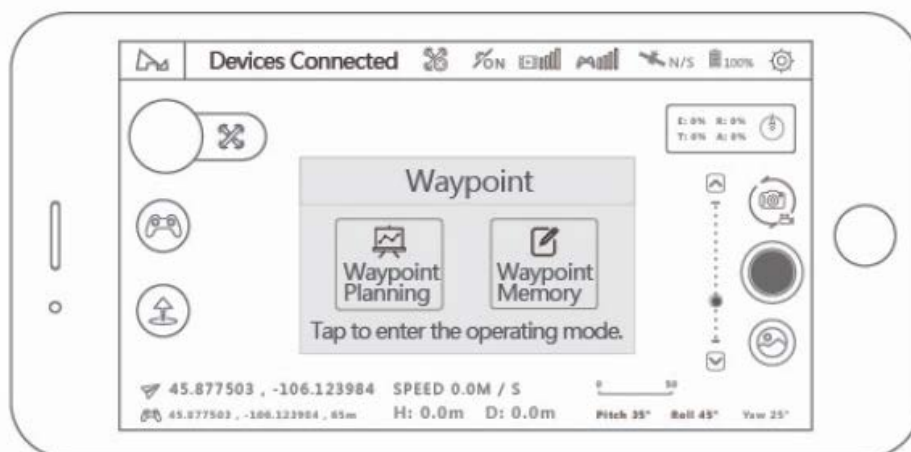 Devices Connected ON N/S 100%
E: 0% R: 0%
T: 0% A: 0%
Waypoint
Waypoint Planning
Waypoint Memory
Tap to enter the operating mode.
45.877503 , -106.123984 SPEED 0.0M / S
0 50
45.877503 , -106.123984 , 65m H: 0.0m D: 0.0m Pitch 35° Roll 45° Yaw 25°